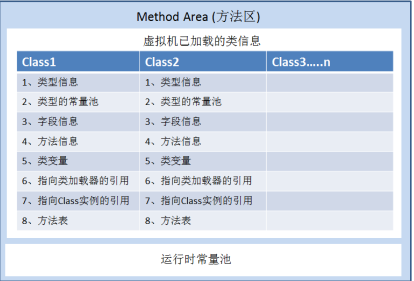 Method Area (方法区)
虚拟机已加载的类信息
Class1 Class2 Class3…..n
1、类型信息 1、类型信息
2、类型的常量池 2、类型的常量池
3、字段信息 3、字段信息
4、方法信息 4、方法信息
5、类变量 5、类变量
6、指向类加载器的引用 6、指向类加载器的引用
7、指向Class实例的引用 7、指向Class实例的引用
8、方法表 8、方法表
运行时常量池